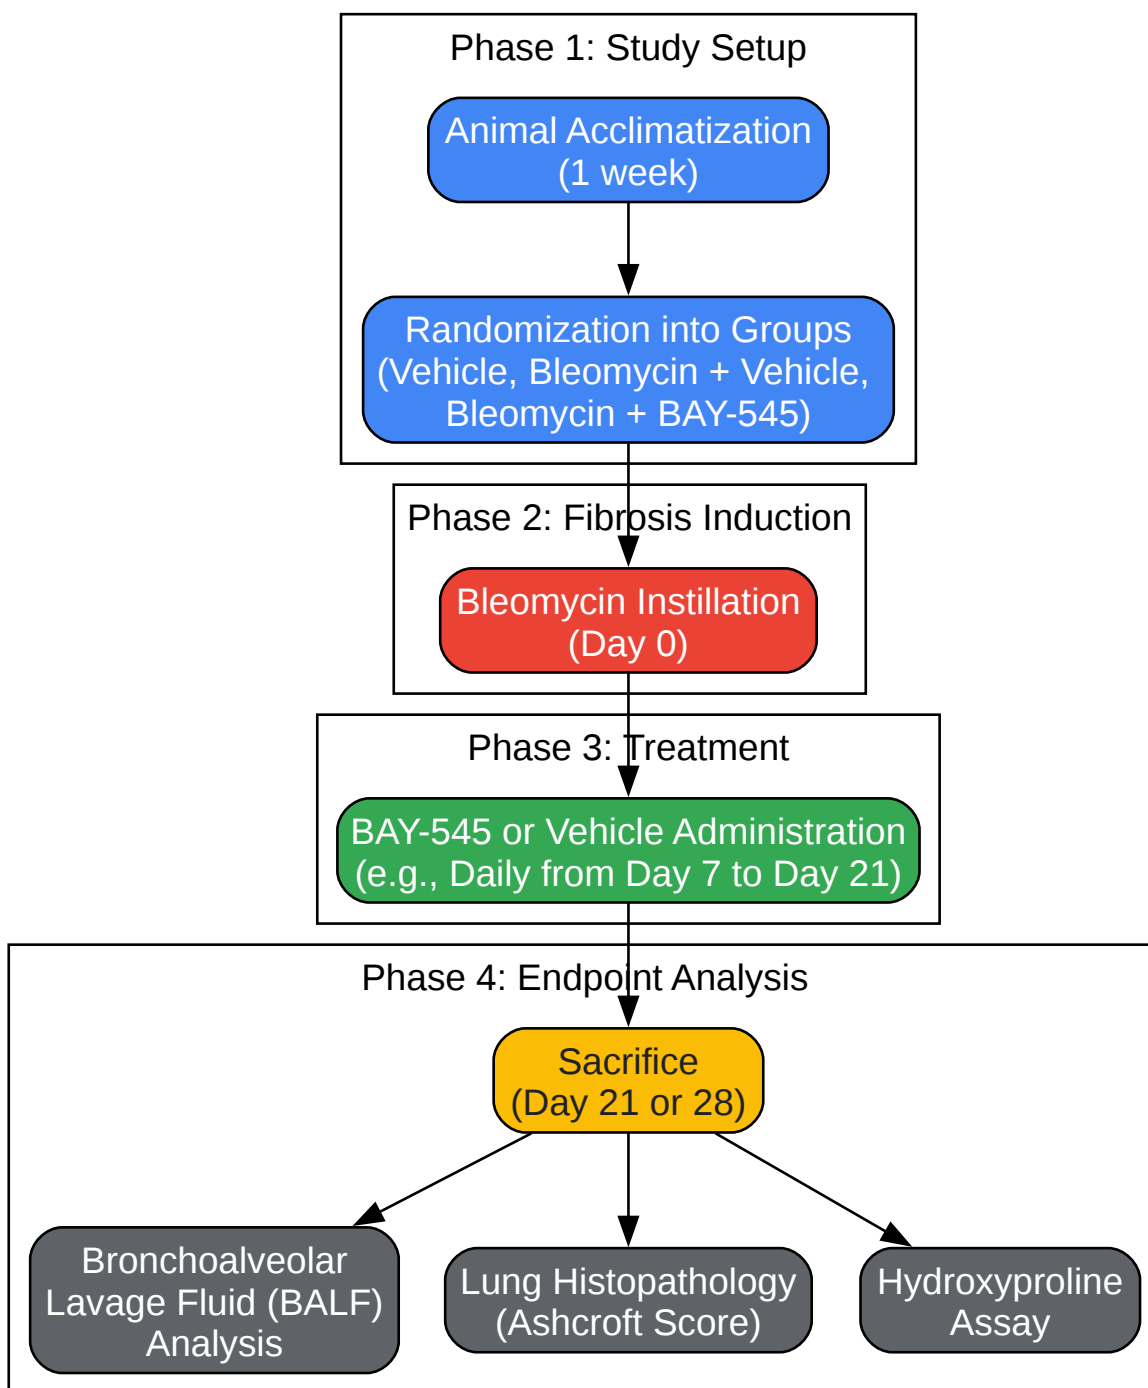 Phase 1: Study Setup
Animal Acclimatization
(1 week)
Randomization into Groups
(Vehicle, Bleomycin + Vehicle,
Bleomycin + BAY-545)
Phase 2: Fibrosis Induction
Bleomycin Instillation
(Day 0)
Phase 3: Treatment
BAY-545 or Vehicle Administration
(e.g., Daily from Day 7 to Day 21)
Phase 4: Endpoint Analysis
Sacrifice
(Day 21 or 28)
Bronchoalveolar
Lavage Fluid (BALF)
Analysis
Lung Histopathology
(Ashcroft Score)
Hydroxyproline
Assay